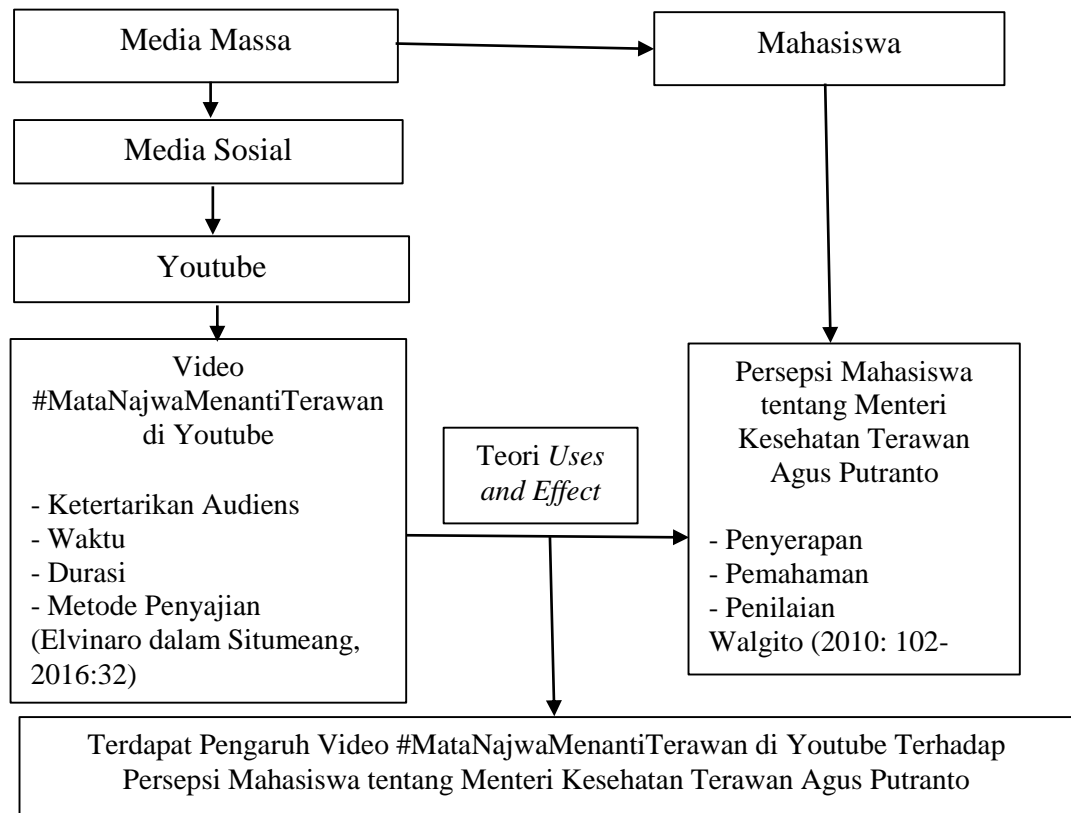 Media Massa
Mahasiswa
Media Sosial
Youtube
Video
#MataNajwaMenantiTerawan
di Youtube
- Ketertarikan Audiens
- Waktu
- Durasi
- Metode Penyajian
(Elvinaro dalam Situmeang,
2016:32)
Teori Uses
and Effect
Persepsi Mahasiswa
tentang Menteri
Kesehatan Terawan
Agus Putranto
- Penyerapan
- Pemahaman
- Penilaian
Walgito (2010: 102-
Terdapat Pengaruh Video #MataNajwaMenantiTerawan di Youtube Terhadap
Persepsi Mahasiswa tentang Menteri Kesehatan Terawan Agus Putranto